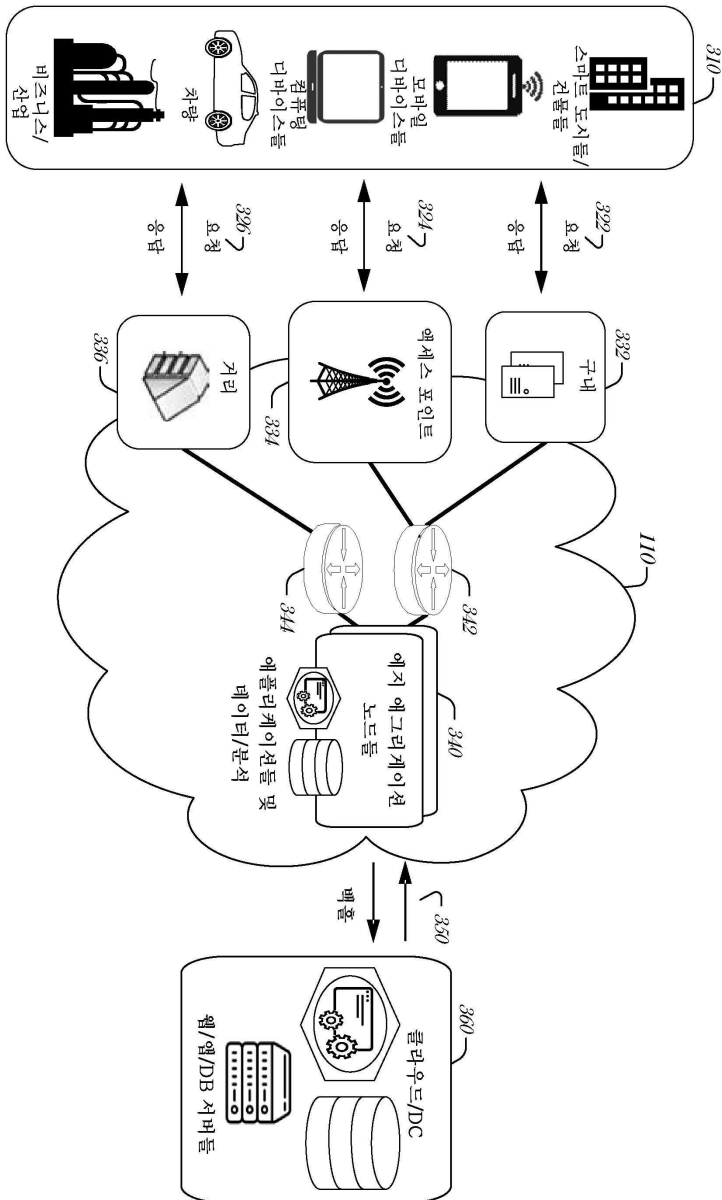 310
스마트 도시들/
건물들
모바일
디바이스들
컴퓨팅
디바이스들
차량
비즈니스/
산업
322
요청
응답
324
요청
응답
326
요청
응답
332
구내
액세스 포인트
334
거리
336
110
342
344
340
에지 애그리게이션
노드들
애플리케이션들 및
데이터/분석
350
백홀
360
클라우드/DC
웹/앱/DB 서버들